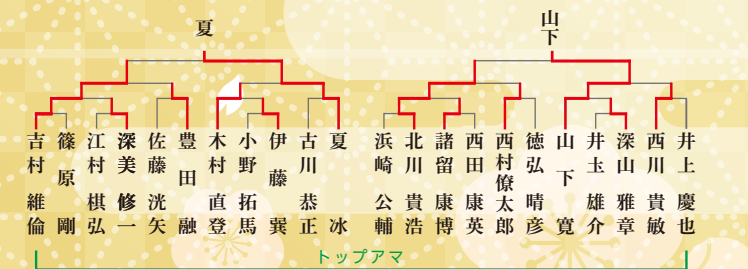 夏
山下
吉村 維倫
篠原 剛
江村 棋弘
深美 修一
佐藤 洸矢
豊田 融
木村 直登
小野 拓馬
伊藤 巽
古川 恭正
夏 冰
浜崎 公輔
北川 貴浩
諸留 康博
西田 康英
西村僚太郎
徳弘 晴彦
山下 寛
井圡 雄介
深山 雅章
西川 貴敏
井上 慶也
トップアマ